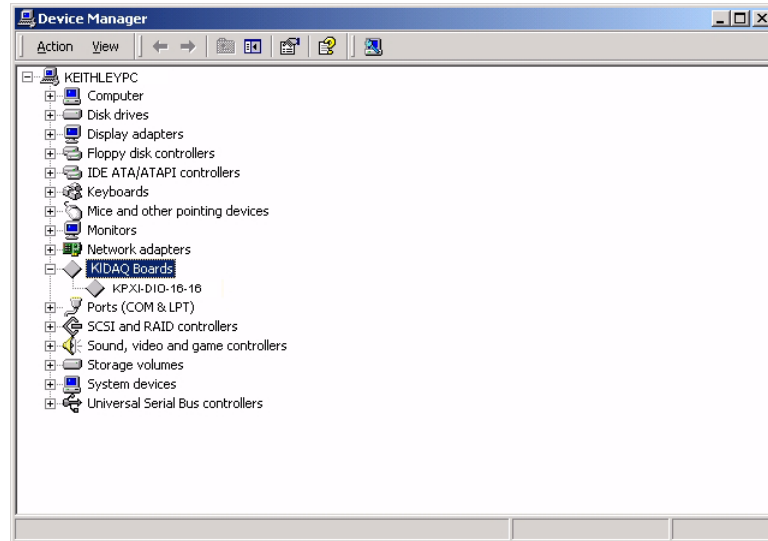 Device Manager
Action View
KEITHLEYPC
Computer
Disk drives
Display adapters
Floppy disk controllers
IDE ATA/ATAPI controllers
Keyboards
Mice and other pointing devices
Monitors
Network adapters
KIDAQ Boards
KPXI-DIO-16-16
Ports (COM & LPT)
SCSI and RAID controllers
Sound, video and game controllers
Storage volumes
System devices
Universal Serial Bus controllers